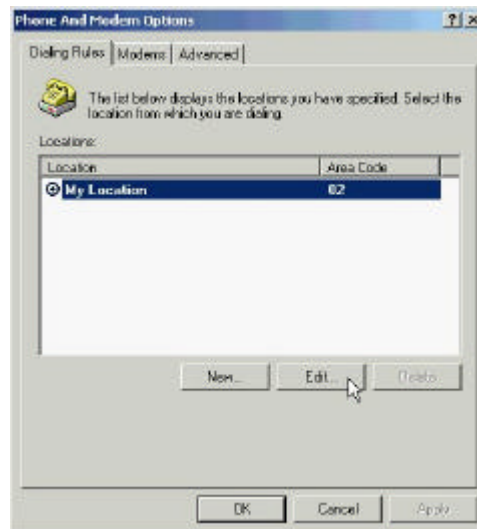 Phone And Modem Options
Dialing Rules Modems Advanced
The list below displays the locations you have specified. Select the
location from which you are dialing.
Locations:
Location Area Code
My Location 02
New... Edit... Delete
OK Cancel Apply